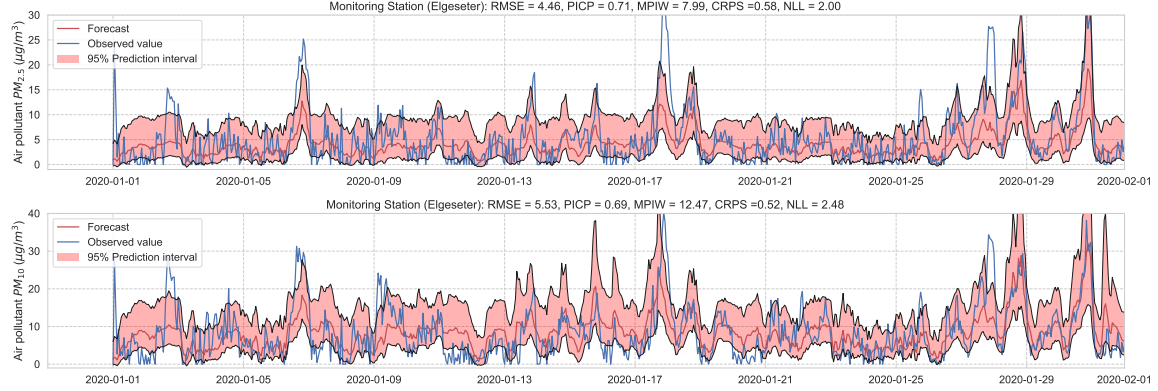 Monitoring Station (Elgeseter): RMSE = 4.46, PICP = 0.71, MPIW = 7.99, CRPS =0.58, NLL = 2.00
Air pollutant PM2.5 (μg/m3)
30
25
20
15
10
5
0
Forecast
Observed value
95% Prediction interval
2020-01-01 2020-01-05 2020-01-09 2020-01-13 2020-01-17 2020-01-21 2020-01-25 2020-01-29 2020-02-01
Monitoring Station (Elgeseter): RMSE = 5.53, PICP = 0.69, MPIW = 12.47, CRPS =0.52, NLL = 2.48
Air pollutant PM10 (μg/m3)
40
30
20
10
0
Forecast
Observed value
95% Prediction interval
2020-01-01 2020-01-05 2020-01-09 2020-01-13 2020-01-17 2020-01-21 2020-01-25 2020-01-29 2020-02-01